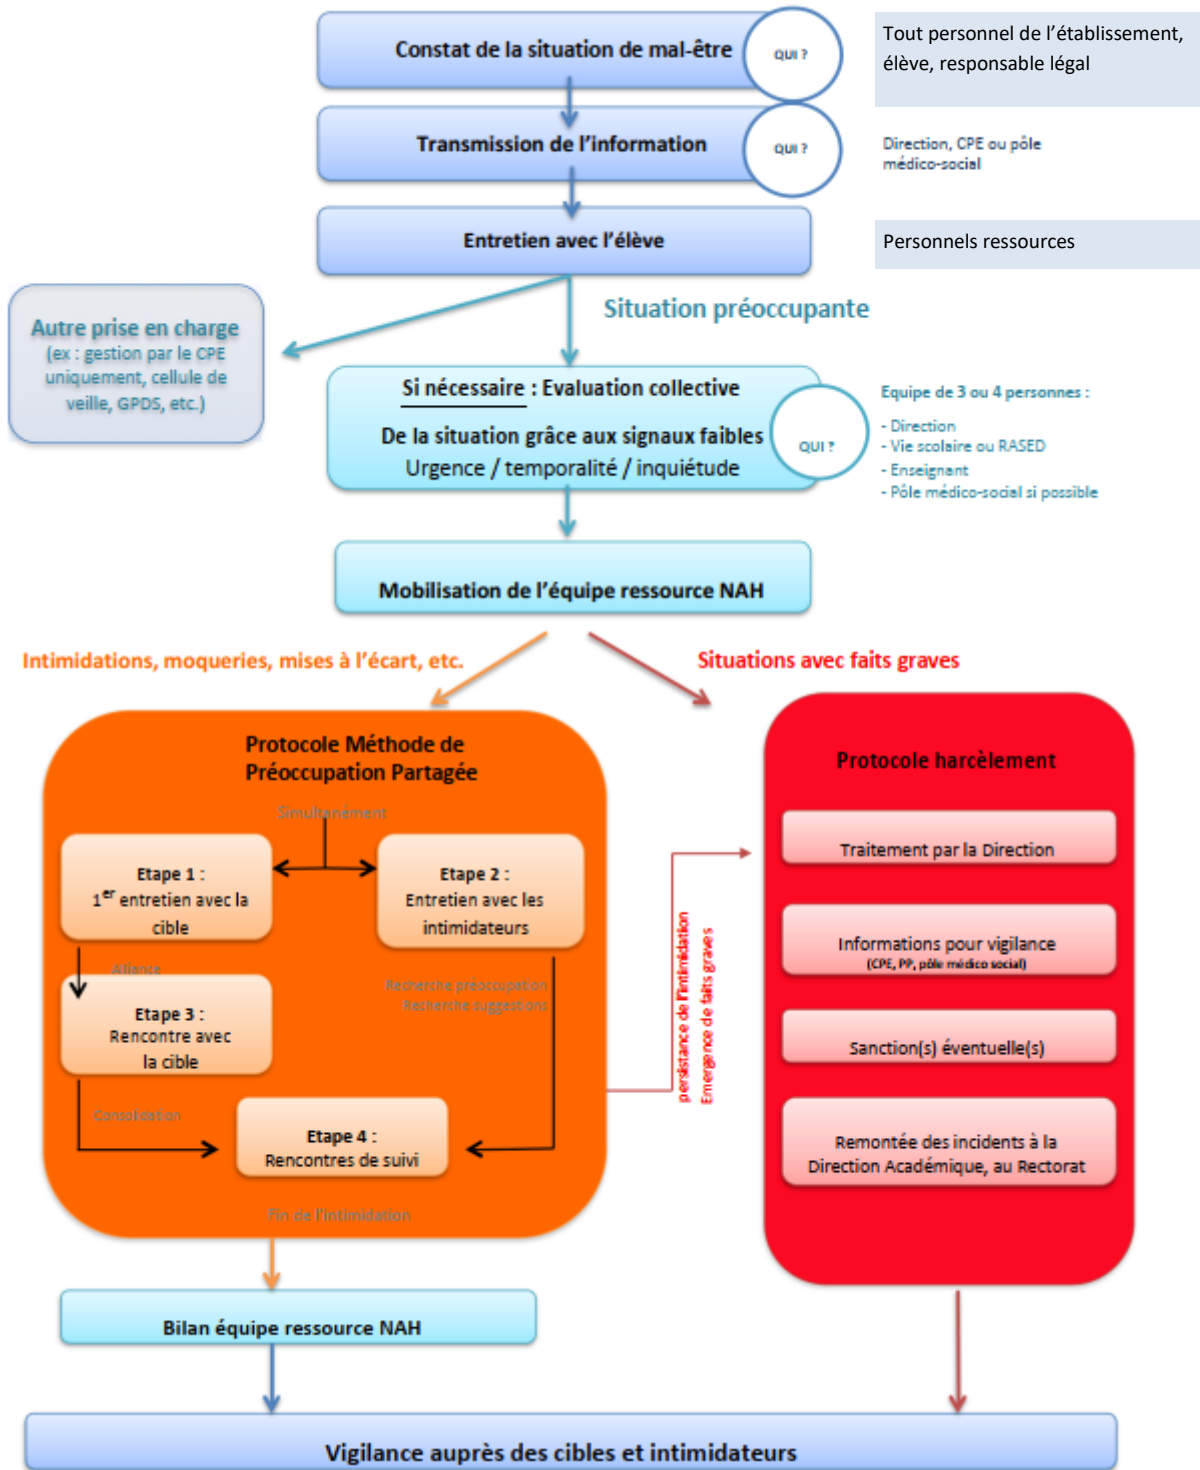 Constat de la situation de mal-être
QUI ?
Tout personnel de l'établissement,
élève, responsable légal
Transmission de l'information
QUI ?
Direction, CPE ou pôle
médico-social
Entretien avec l'élève
Personnels ressources
Situation préoccupante
Autre prise en charge
(ex : gestion par le CPE
uniquement, cellule de
veille, GPDS, etc.)
Si nécessaire : Evaluation collective
De la situation grâce aux signaux faibles
Urgence / temporalité / inquiétude
QUI ?
Equipe de 3 ou 4 personnes :
- Direction
- Vie scolaire ou RASED
- Enseignant
- Pôle médico-social si possible
Mobilisation de l'équipe ressource NAH
Intimidations, moqueries, mises à l'écart, etc.
Situations avec faits graves
Protocole Méthode de
Préoccupation Partagée
Simultanément
Etape 1 :
1er entretien avec la
cible
Etape 2 :
Entretien avec les
intimidateurs
Alliance
Recherche préoccupation
Recherche suggestions
Etape 3 :
Rencontre avec
la cible
Consolidation
Etape 4 :
Rencontres de suivi
Fin de l'intimidation
persistance de l'intimidation
Emergence de faits graves
Protocole harcèlement
Traitement par la Direction
Informations pour vigilance
(CPE, PP, pôle médico social)
Sanction(s) éventuelle(s)
Remontée des incidents à la
Direction Académique, au Rectorat
Bilan équipe ressource NAH
Vigilance auprès des cibles et intimidateurs